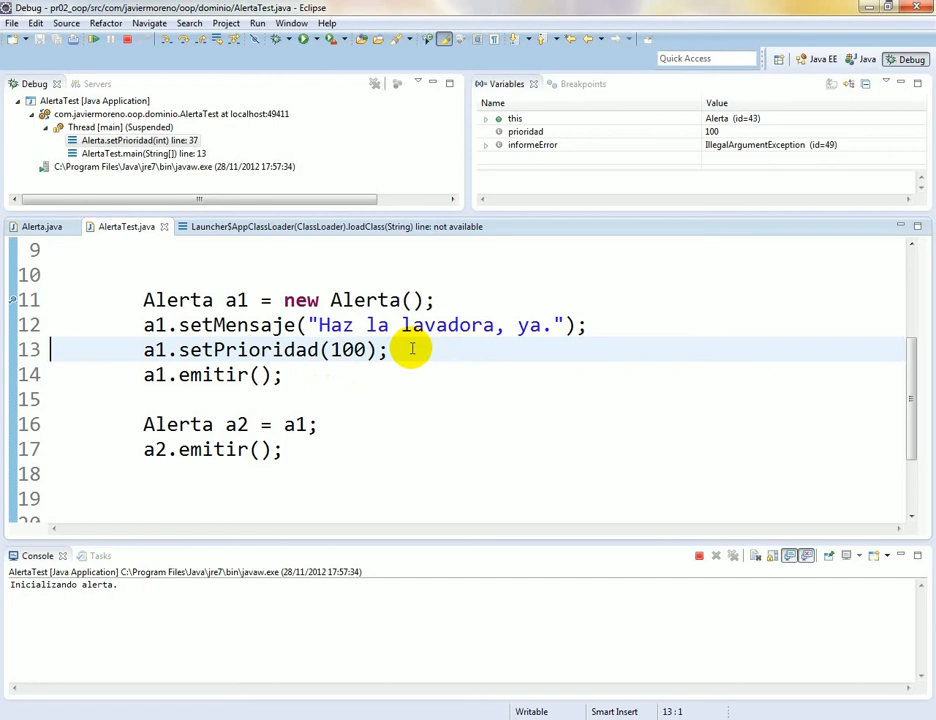 Debug - pr02_oop/src/com/javiermoreno/oop/dominio/AlertaTest.java - Eclipse
File Edit Source Refactor Navigate Search Project Run Window Help
Quick Access
Java EE Java Debug
Debug Servers
AlertaTest [Java Application]
com.javiermoreno.oop.dominio.AlertaTest at localhost:49411
Thread [main] (Suspended)
Alerta.setPrioridad(int) line: 37
AlertaTest.main(String[]) line: 13
C:\Program Files\Java\jre7\bin\javaw.exe (28/11/2012 17:57:34)
Variables Breakpoints
Name Value
this Alerta (id=43)
prioridad 100
informeError IllegalArgumentException (id=49)
Alerta.java AlertaTest.java Launcher$AppClassLoader(ClassLoader).loadClass(String) line: not available
9
10
11 Alerta a1 = new Alerta();
12 a1.setMensaje("Haz la lavadora, ya.");
13 a1.setPrioridad(100);
14 a1.emitir();
15
16 Alerta a2 = a1;
17 a2.emitir();
18
19
20
Console Tasks
AlertaTest [Java Application] C:\Program Files\Java\jre7\bin\javaw.exe (28/11/2012 17:57:34)
Inicializando alerta.
Writable Smart Insert 13 : 1